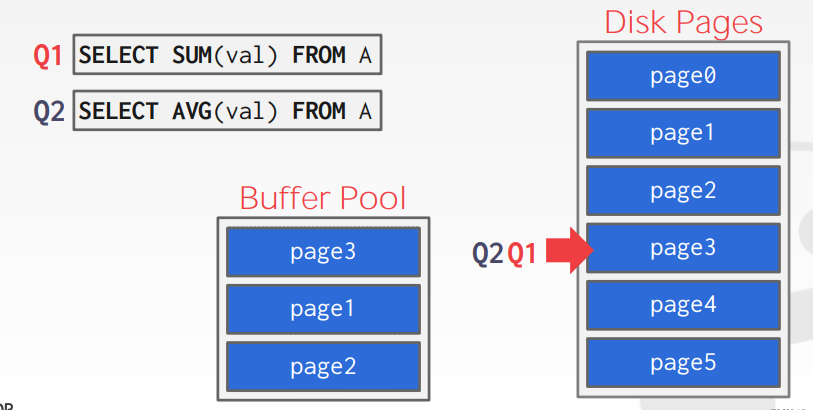 Disk Pages
Q1 SELECT SUM(val) FROM A
Q2 SELECT AVG(val) FROM A
page0
page1
page2
page3
page4
page5
Buffer Pool
page3
page1
page2
Q2 Q1